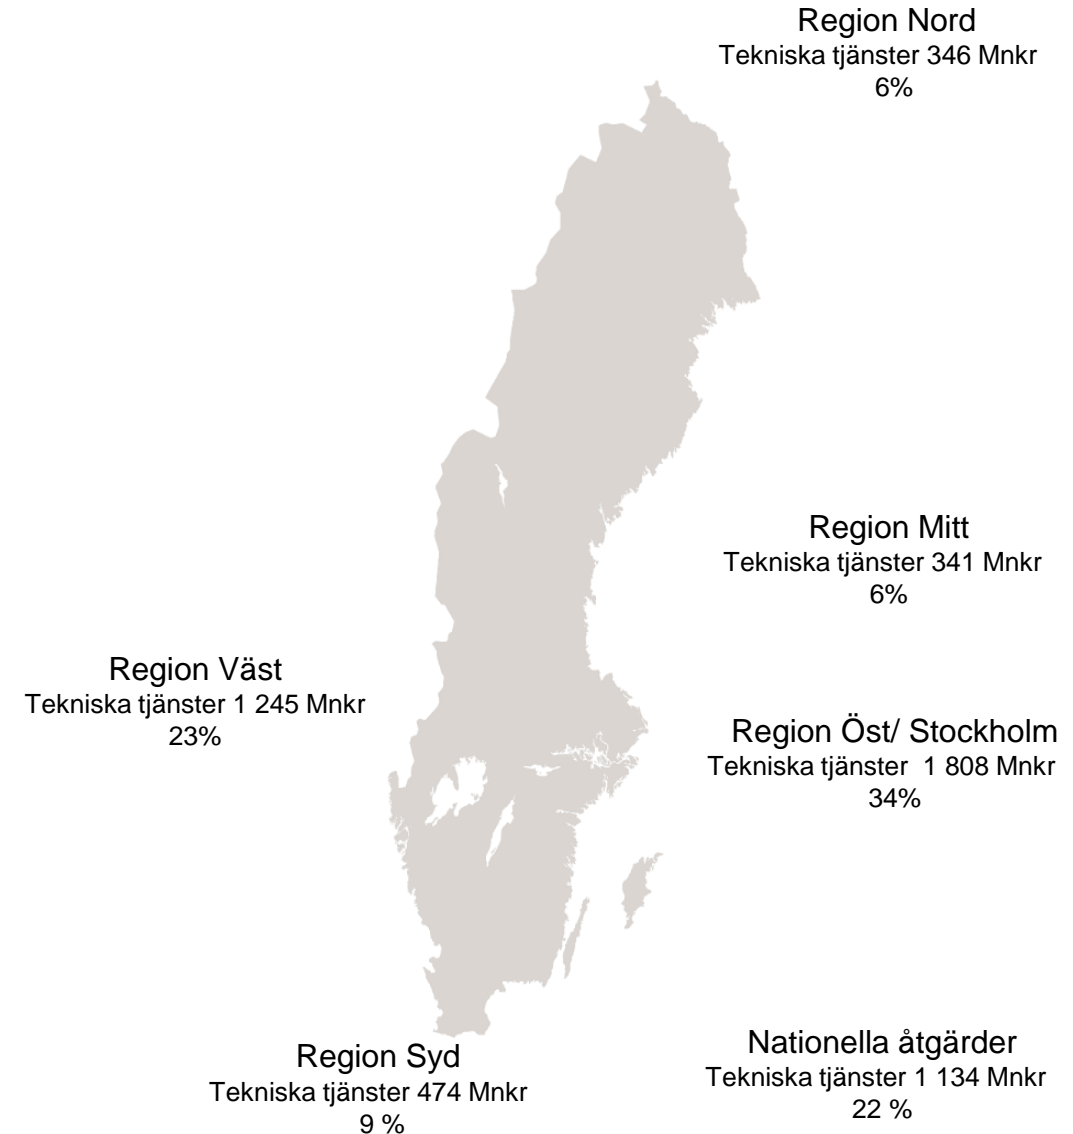 Region Nord
Tekniska tjänster 346 Mnkr
6%
Region Mitt
Tekniska tjänster 341 Mnkr
6%
Region Väst
Tekniska tjänster 1 245 Mnkr
23%
Region Öst/ Stockholm
Tekniska tjänster  1 808 Mnkr
34%
Region Syd
Tekniska tjänster 474 Mnkr
9 %
Nationella åtgärder
Tekniska tjänster 1 134 Mnkr
22 %